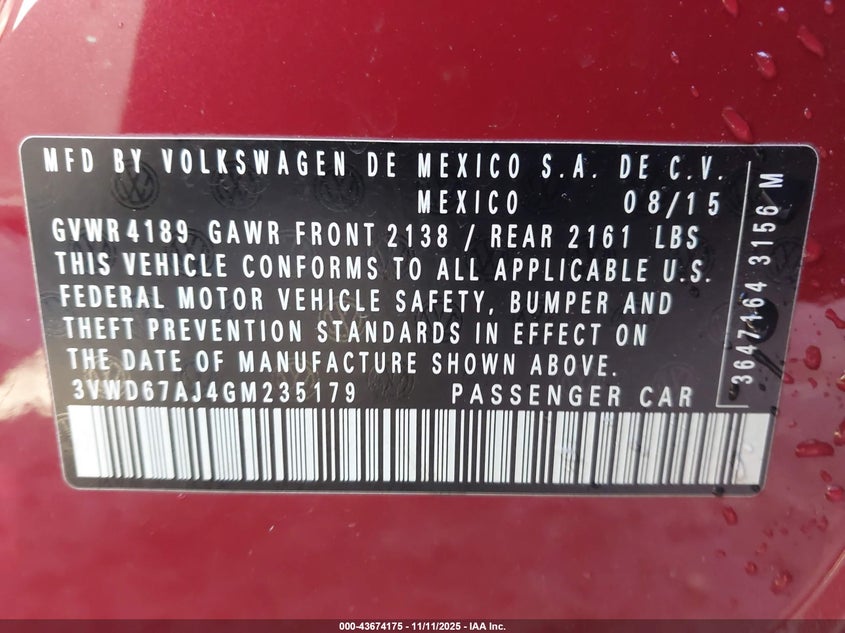 MFD BY VOLKSWAGEN DE MEXICO S.A. DE C.V.
MEXICO 08/15
GVWR 4189 GAWR FRONT 2138 / REAR 2161 LBS
THIS VEHICLE CONFORMS TO ALL APPLICABLE U.S.
FEDERAL MOTOR VEHICLE SAFETY, BUMPER AND
THEFT PREVENTION STANDARDS IN EFFECT ON
THE DATE OF MANUFACTURE SHOWN ABOVE.
3VWD67AJ4GM235179 PASSENGER CAR
3647164 3156 M
000-43674175 - 11/11/2025 - IAA Inc.